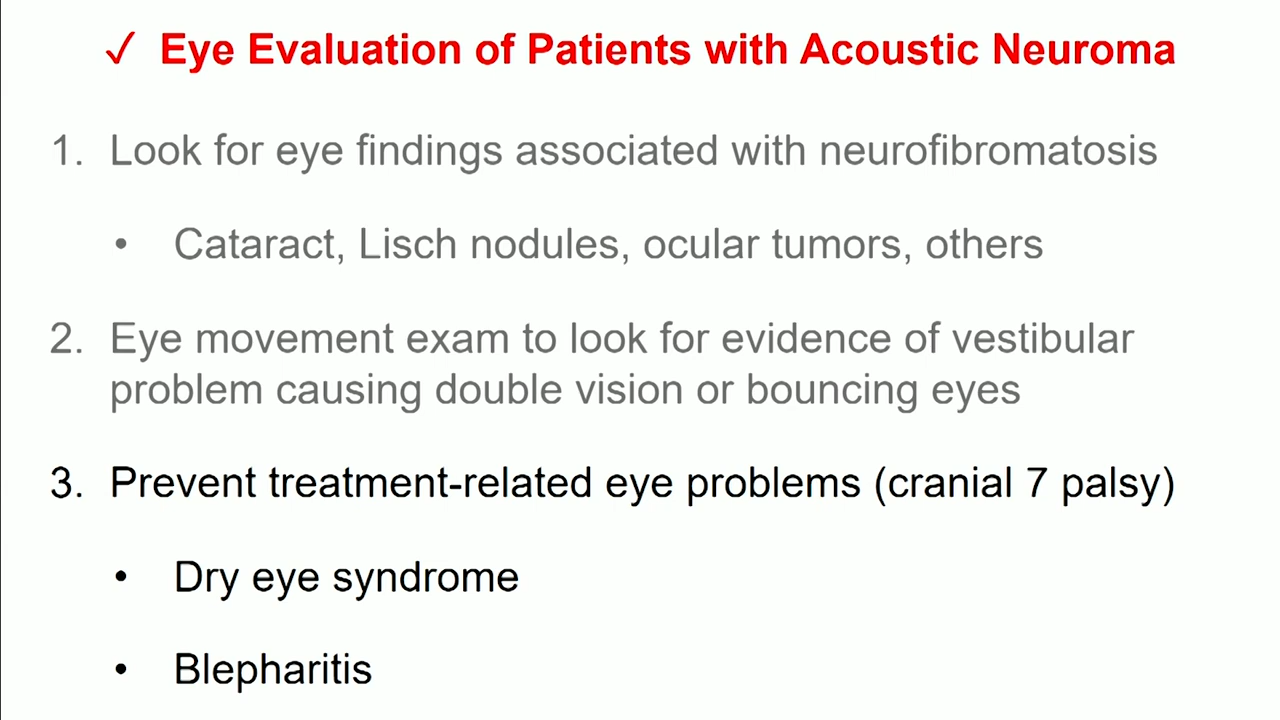 ✓ Eye Evaluation of Patients with Acoustic Neuroma
1. Look for eye findings associated with neurofibromatosis
• Cataract, Lisch nodules, ocular tumors, others
2. Eye movement exam to look for evidence of vestibular
problem causing double vision or bouncing eyes
3. Prevent treatment-related eye problems (cranial 7 palsy)
• Dry eye syndrome
• Blepharitis